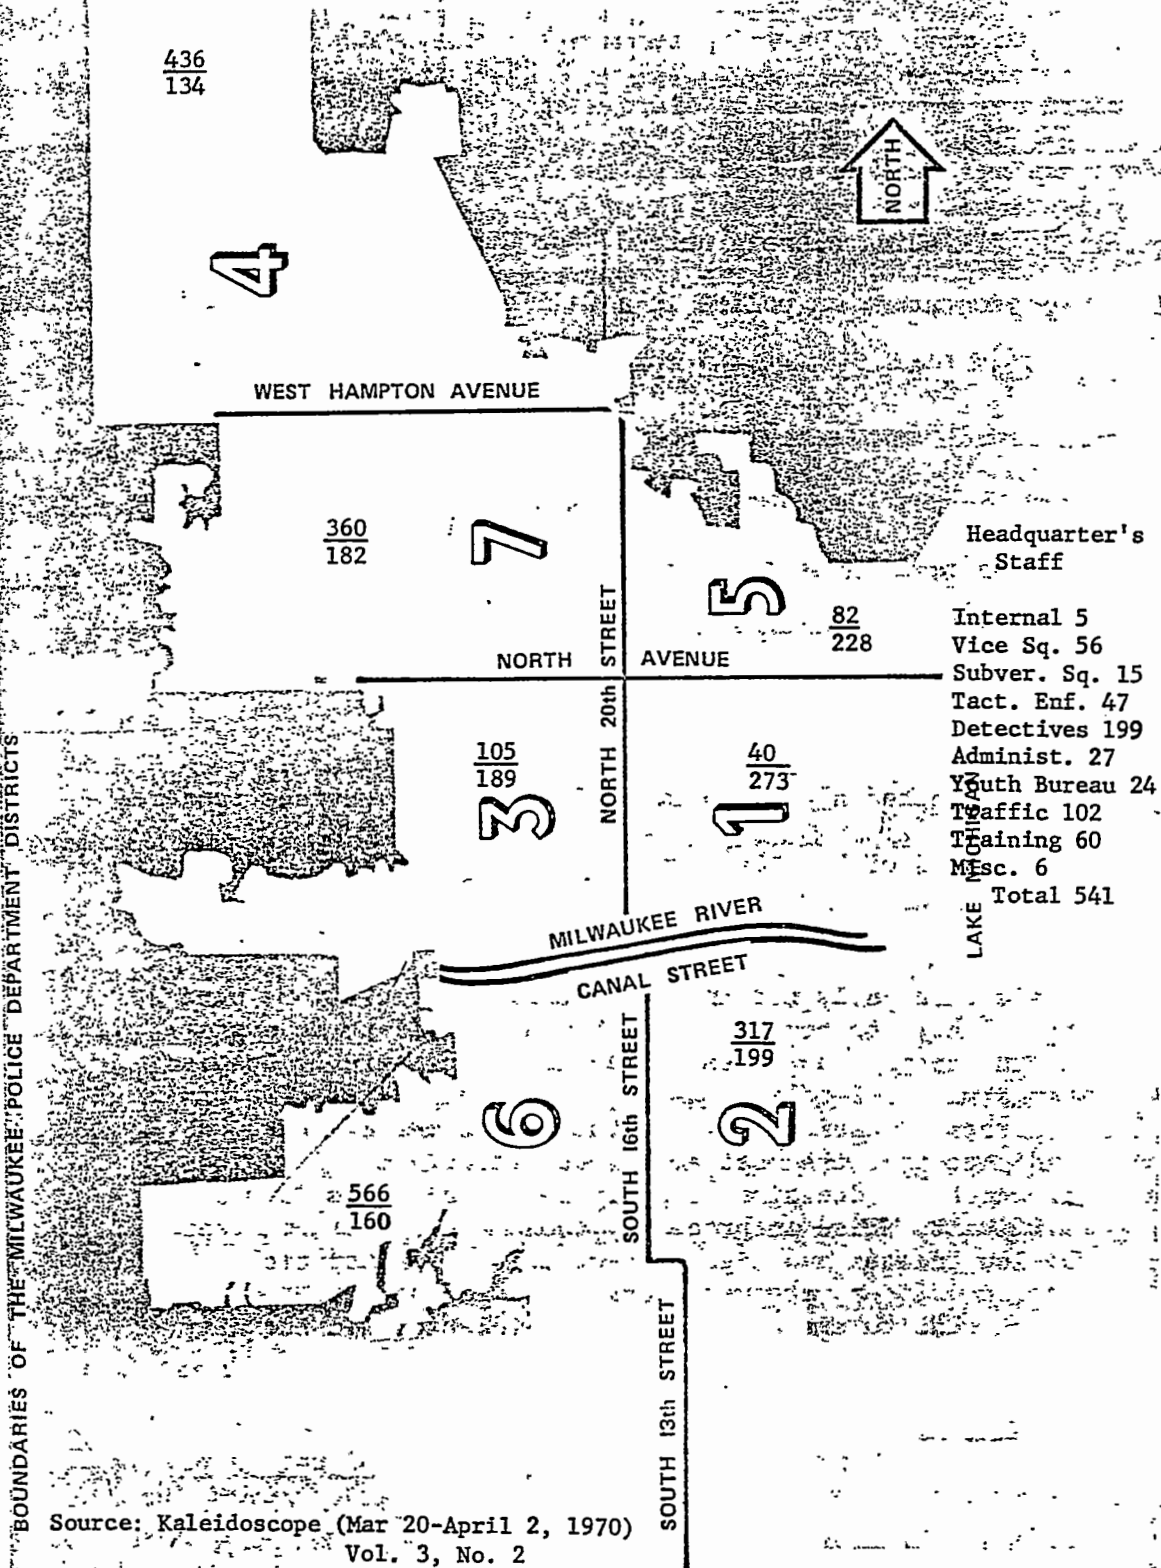 436
134
NORTH
4
WEST HAMPTON AVENUE
360
182
7
5
82
228
Headquarter's
Staff
Internal 5
Vice Sq. 56
Subver. Sq. 15
Tact. Enf. 47
Detectives 199
Administ. 27
Youth Bureau 24
Traffic 102
Training 60
Misc. 6
Total 541
NORTH AVENUE
NORTH 20th STREET
105
189
3
40
273
1
LAKE MICHIGAN
MILWAUKEE RIVER
CANAL STREET
317
199
6
2
SOUTH 16th STREET
566
160
SOUTH 13th STREET
BOUNDARIES OF THE MILWAUKEE POLICE DEPARTMENT DISTRICTS
Source: Kaleidoscope (Mar 20-April 2, 1970)
Vol. 3, No. 2